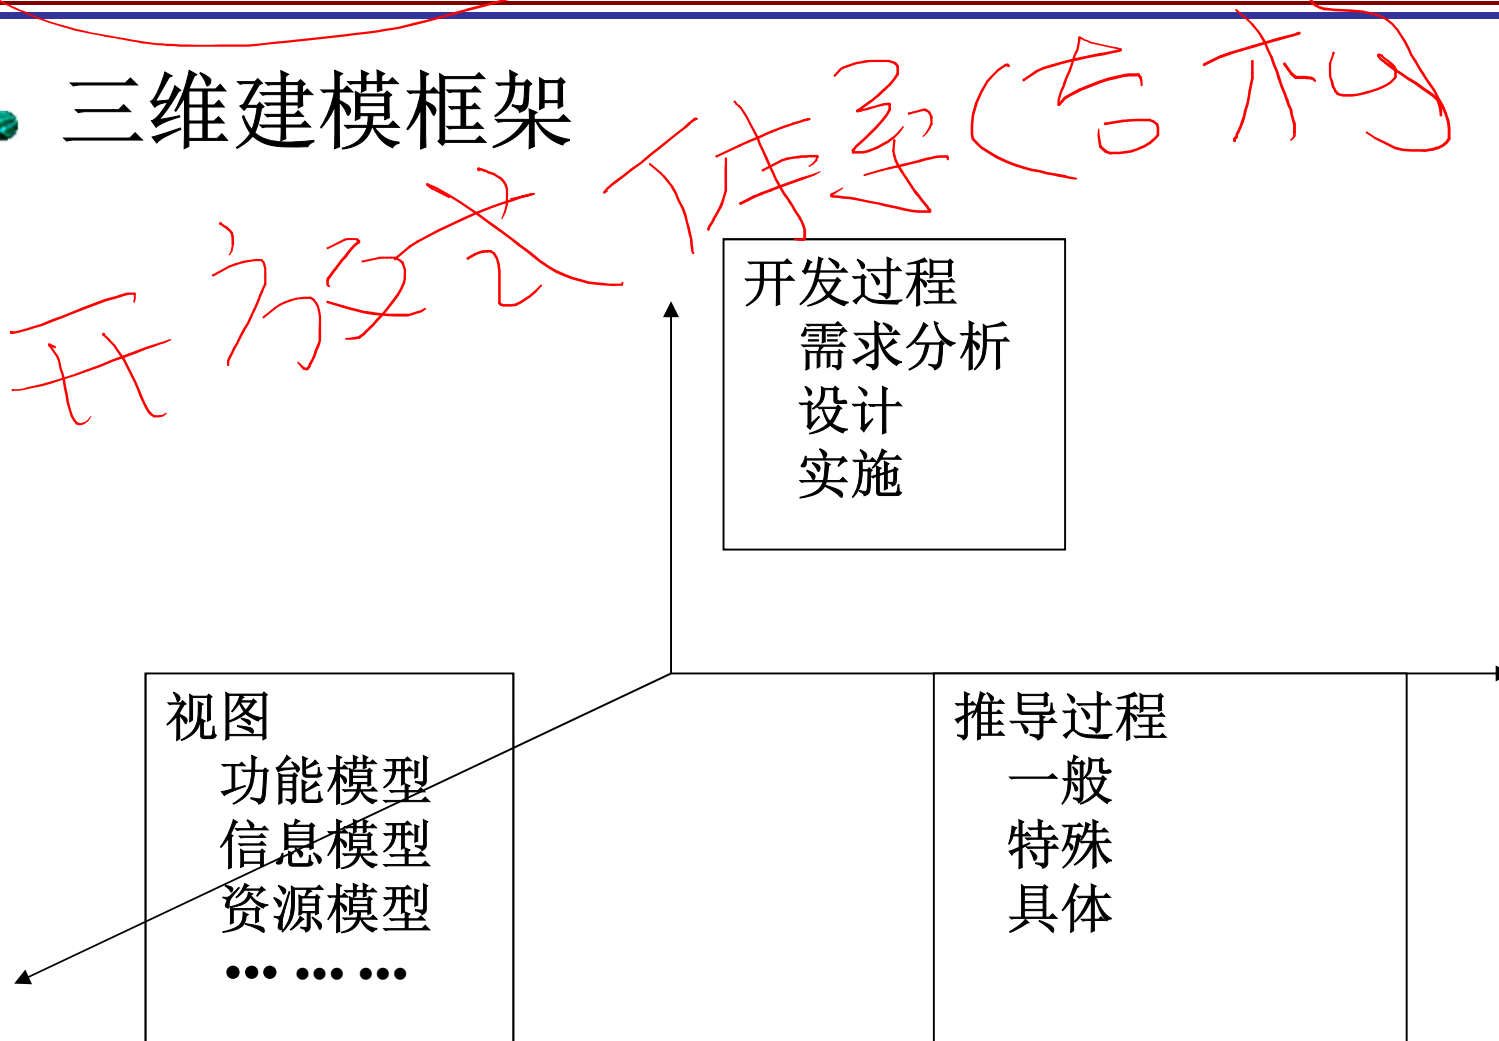 三维建模框架
开放式体系(结构)
开发过程
需求分析
设计
实施
视图
功能模型
信息模型
资源模型
••• ••• •••
推导过程
一般
特殊
具体